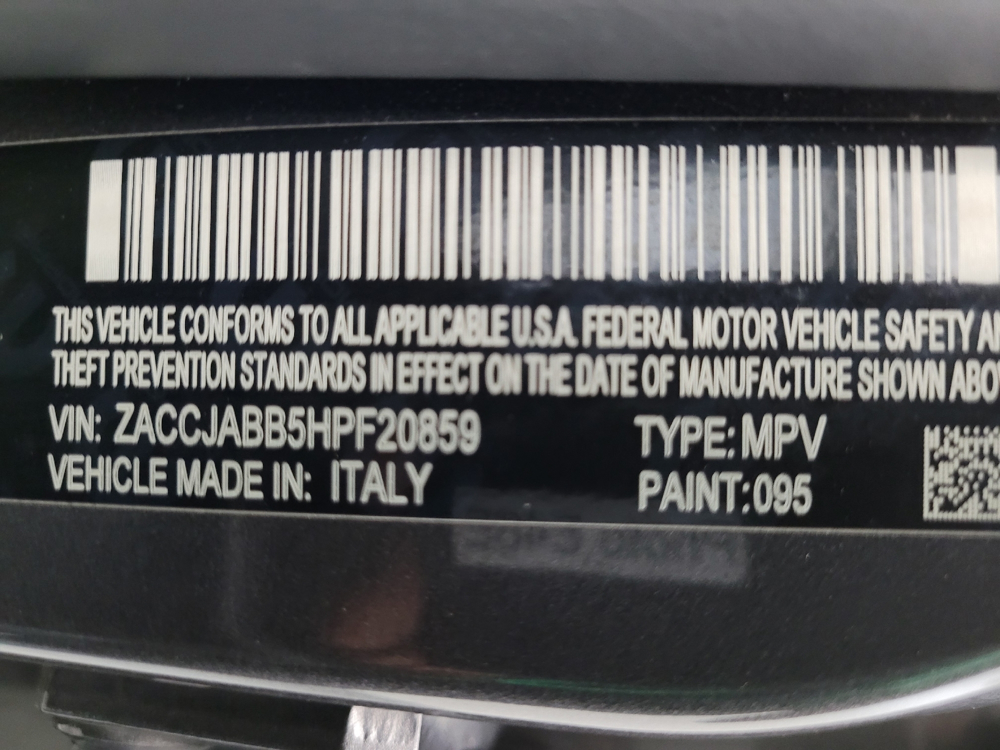 THIS VEHICLE CONFORMS TO ALL APPLICABLE U.S.A. FEDERAL MOTOR VEHICLE SAFETY
THEFT PREVENTION STANDARDS IN EFFECT ON THE DATE OF MANUFACTURE SHOWN
VIN: ZACCJABB5HPF20859 TYPE: MPV
VEHICLE MADE IN: ITALY PAINT: 095